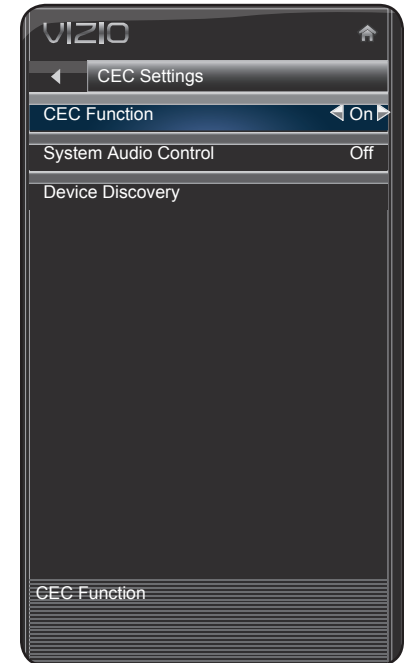 VIZIO
CEC Settings
CEC Function On
System Audio Control Off
Device Discovery
CEC Function